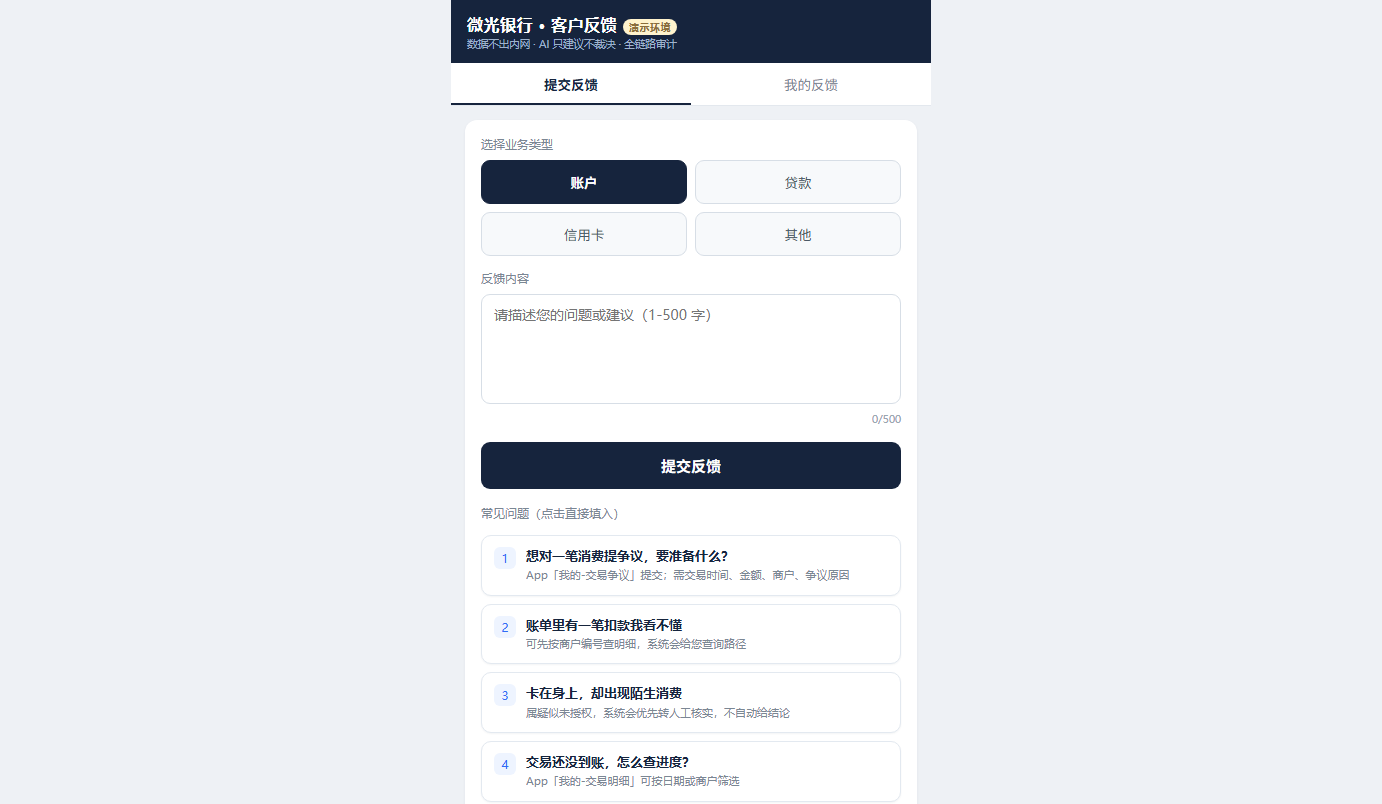 微光银行 • 客户反馈 演示环境
数据不出内网 · AI 只建议不裁决 · 全链路审计
提交反馈 我的反馈
选择业务类型
账户 贷款
信用卡 其他
反馈内容
请描述您的问题或建议（1-500 字）
0/500
提交反馈
常见问题（点击直接填入）
1 想对一笔消费提争议，要准备什么？
App「我的-交易争议」提交；需交易时间、金额、商户、争议原因
2 账单里有一笔扣款我看不懂
可先按商户编号查明细，系统会给您查询路径
3 卡在身上，却出现陌生消费
属疑似未授权，系统会优先转人工核实，不自动给结论
4 交易还没到账，怎么查进度？
App「我的-交易明细」可按日期或商户筛选